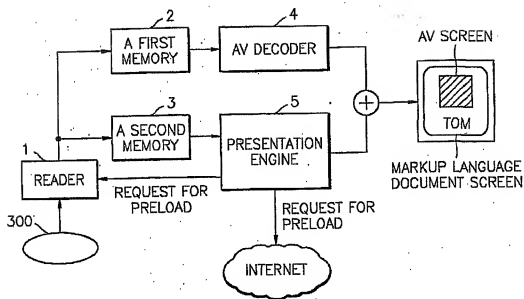 2
A FIRST
MEMORY
4
AV DECODER
AV SCREEN
TOM
MARKUP LANGUAGE
DOCUMENT SCREEN
3
A SECOND
MEMORY
5
PRESENTATION
ENGINE
1
READER
REQUEST FOR
PRELOAD
REQUEST FOR
PRELOAD
300
INTERNET